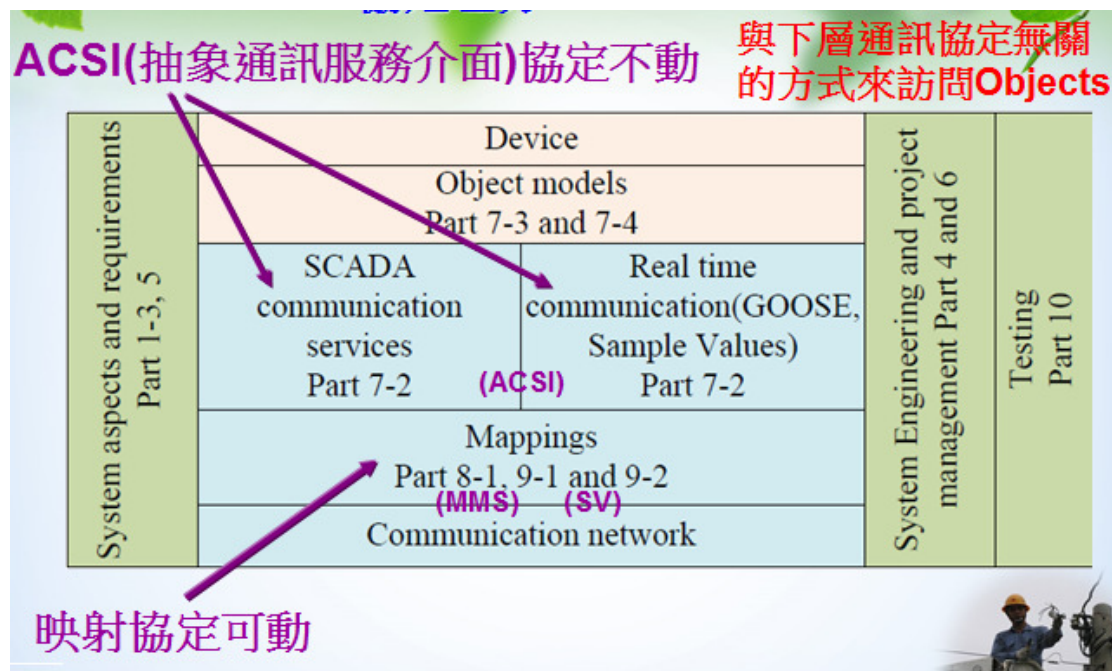 ACSI(抽象通訊服務介面)協定不動
與下層通訊協定無關
的方式來訪問Objects
System aspects and requirements
Part 1-3, 5
Device
Object models
Part 7-3 and 7-4
SCADA
communication
services
Part 7-2
Real time
communication(GOOSE,
Sample Values)
Part 7-2
(ACSI)
Mappings
Part 8-1, 9-1 and 9-2
(MMS) (SV)
Communication network
System Engineering and project
management Part 4 and 6
Testing
Part 10
映射協定可動